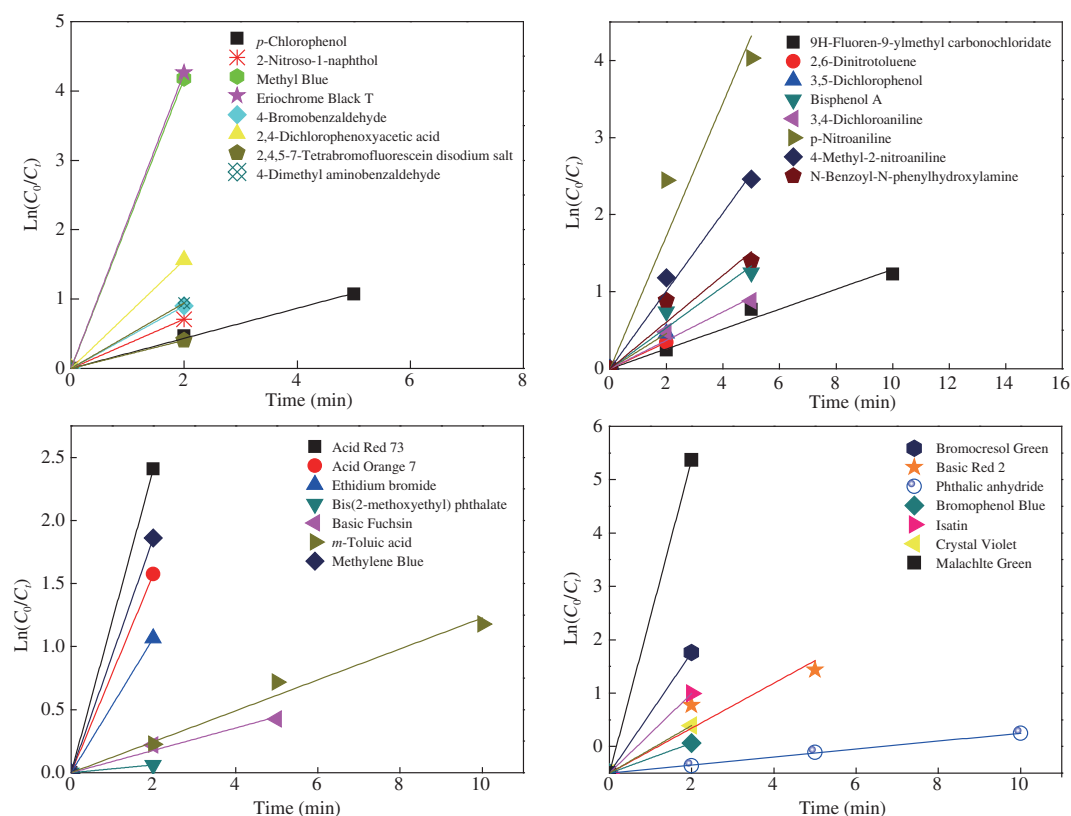 5
4
3
2
1
0
Ln(C0/Ct)
p-Chlorophenol
2-Nitroso-1-naphthol
Methyl Blue
Eriochrome Black T
4-Bromobenzaldehyde
2,4-Dichlorophenoxyacetic acid
2,4,5-7-Tetrabromofluorescein disodium salt
4-Dimethyl aminobenzaldehyde
0 2 4 6 8
Time (min)
4
3
2
1
0
Ln(C0/Ct)
9H-Fluoren-9-ylmethyl carbonochloridate
2,6-Dinitrotoluene
3,5-Dichlorophenol
Bisphenol A
3,4-Dichloroaniline
p-Nitroaniline
4-Methyl-2-nitroaniline
N-Benzoyl-N-phenylhydroxylamine
0 2 4 6 8 10 12 14 16
Time (min)
2.5
2.0
1.5
1.0
0.5
0.0
Ln(C0/Ct)
Acid Red 73
Acid Orange 7
Ethidium bromide
Bis(2-methoxyethyl) phthalate
Basic Fuchsin
m-Toluic acid
Methylene Blue
0 2 4 6 8 10
Time (min)
6
5
4
3
2
1
0
Ln(C0/Ct)
Bromocresol Green
Basic Red 2
Phthalic anhydride
Bromophenol Blue
Isatin
Crystal Violet
Malachlte Green
0 2 4 6 8 10
Time (min)